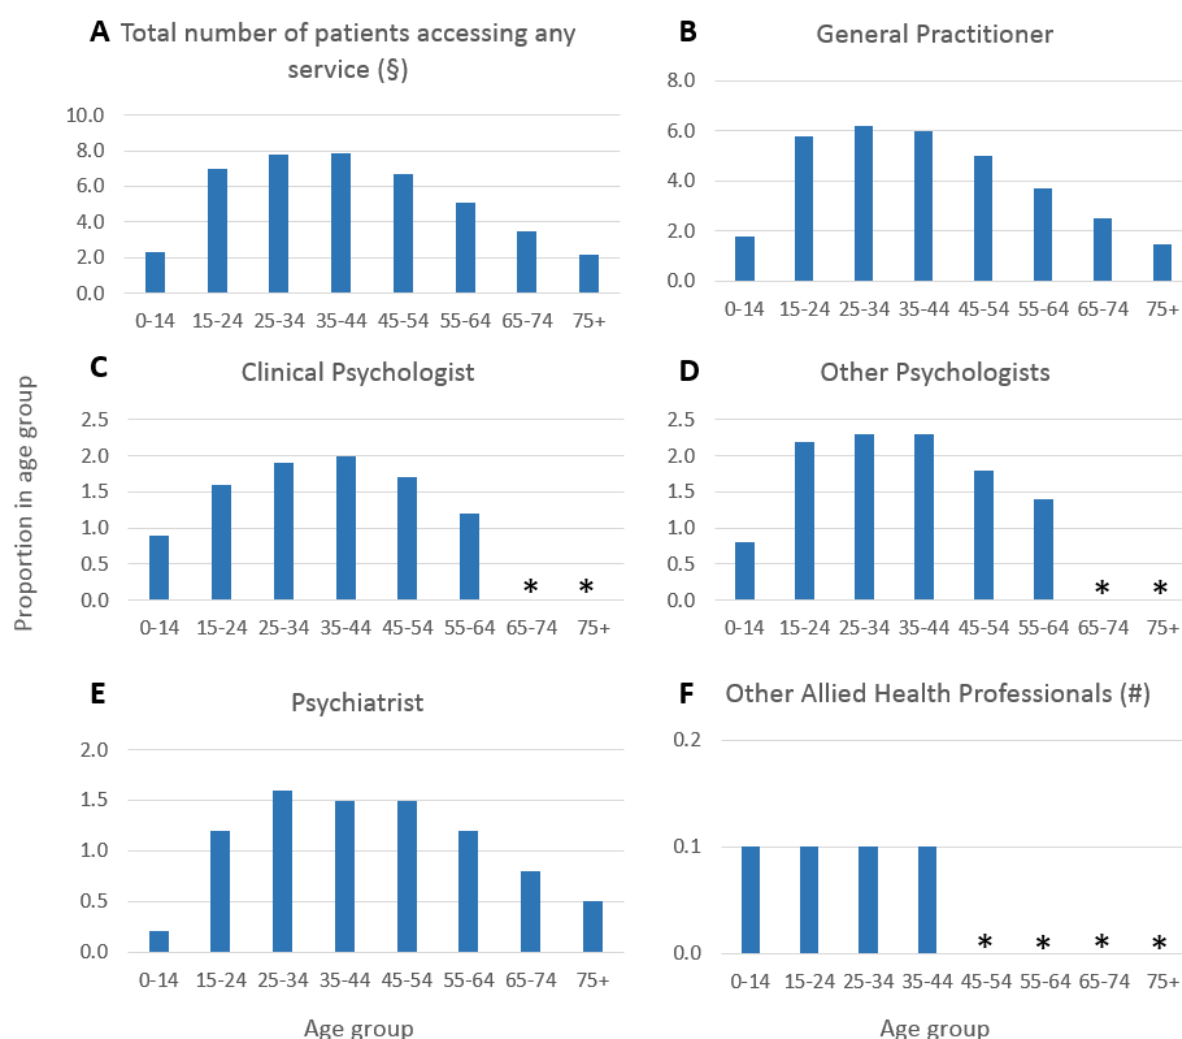 A Total number of patients accessing any
service (§)
10.0
8.0
6.0
4.0
2.0
0.0
0-14 15-24 25-34 35-44 45-54 55-64 65-74 75+
B General Practitioner
8.0
6.0
4.0
2.0
0.0
0-14 15-24 25-34 35-44 45-54 55-64 65-74 75+
Proportion in age group
C Clinical Psychologist
2.5
2.0
1.5
1.0
0.5
0.0
* *
0-14 15-24 25-34 35-44 45-54 55-64 65-74 75+
D Other Psychologists
2.5
2.0
1.5
1.0
0.5
0.0
* *
0-14 15-24 25-34 35-44 45-54 55-64 65-74 75+
E Psychiatrist
2.0
1.5
1.0
0.5
0.0
0-14 15-24 25-34 35-44 45-54 55-64 65-74 75+
Age group
F Other Allied Health Professionals (#)
0.2
0.1
0.0
* * * *
0-14 15-24 25-34 35-44 45-54 55-64 65-74 75+
Age group